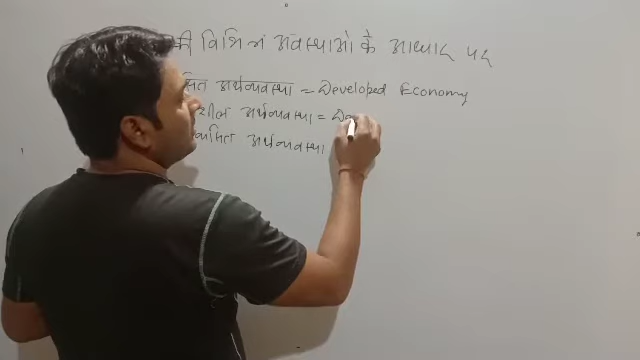 की विभिन्न अवस्थाओं के आधार पर
अर्थव्यवस्था = Developed Economy
शील अर्थव्यवस्था =
अर्थव्यवस्था